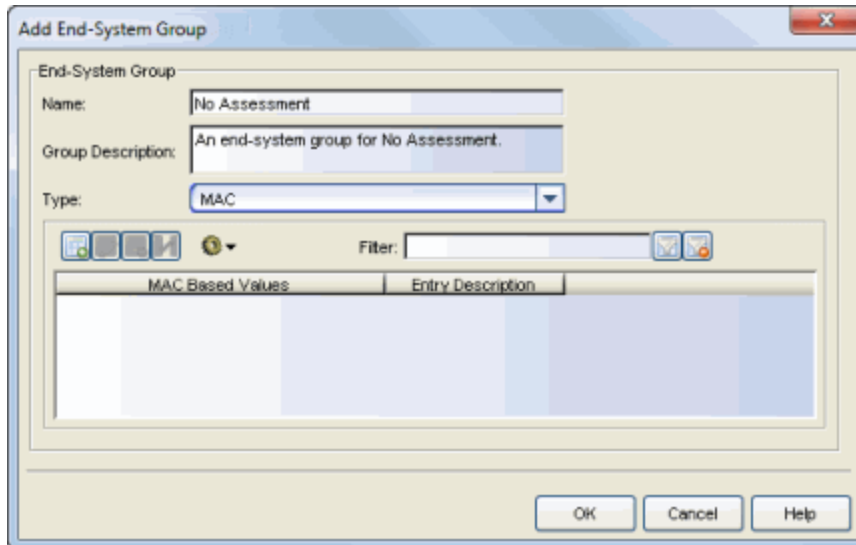 Add End-System Group
End-System Group
Name: No Assessment
Group Description: An end-system group for No Assessment.
Type: MAC
Filter:
MAC Based Values Entry Description
OK Cancel Help